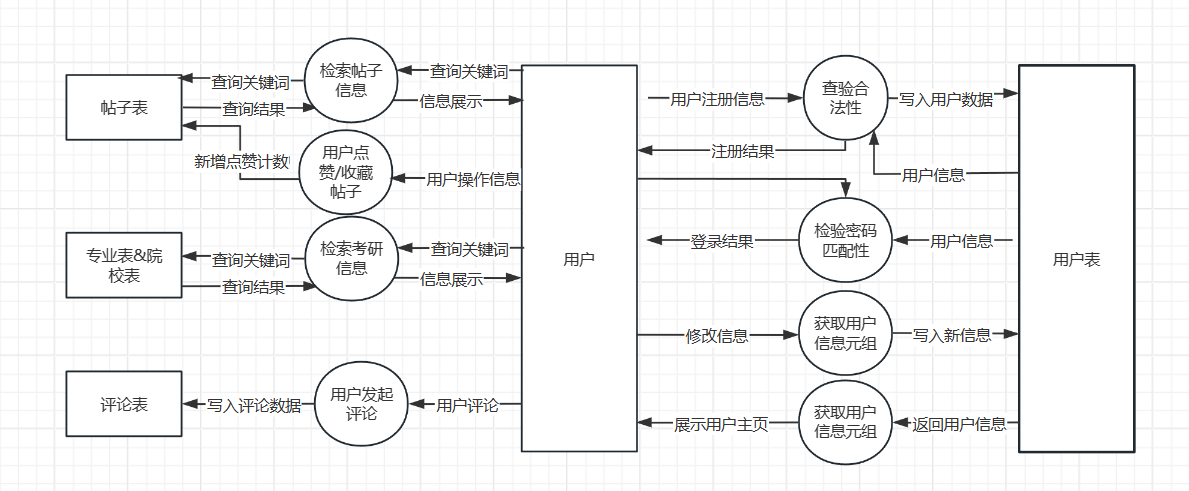 检索帖子
信息
查询关键词
查询关键词
帖子表
查询结果
信息展示
新增点赞计数
用户点
赞/收藏
帖子
用户操作信息
专业表&院
校表
查询关键词
检索考研
信息
查询关键词
查询结果
信息展示
评论表
写入评论数据
用户发起
评论
用户评论
用户
用户注册信息
查验合
法性
写入用户数据
注册结果
用户信息
登录结果
检验密码
匹配性
用户信息
用户表
修改信息
获取用户
信息元组
写入新信息
展示用户主页
获取用户
信息元组
返回用户信息